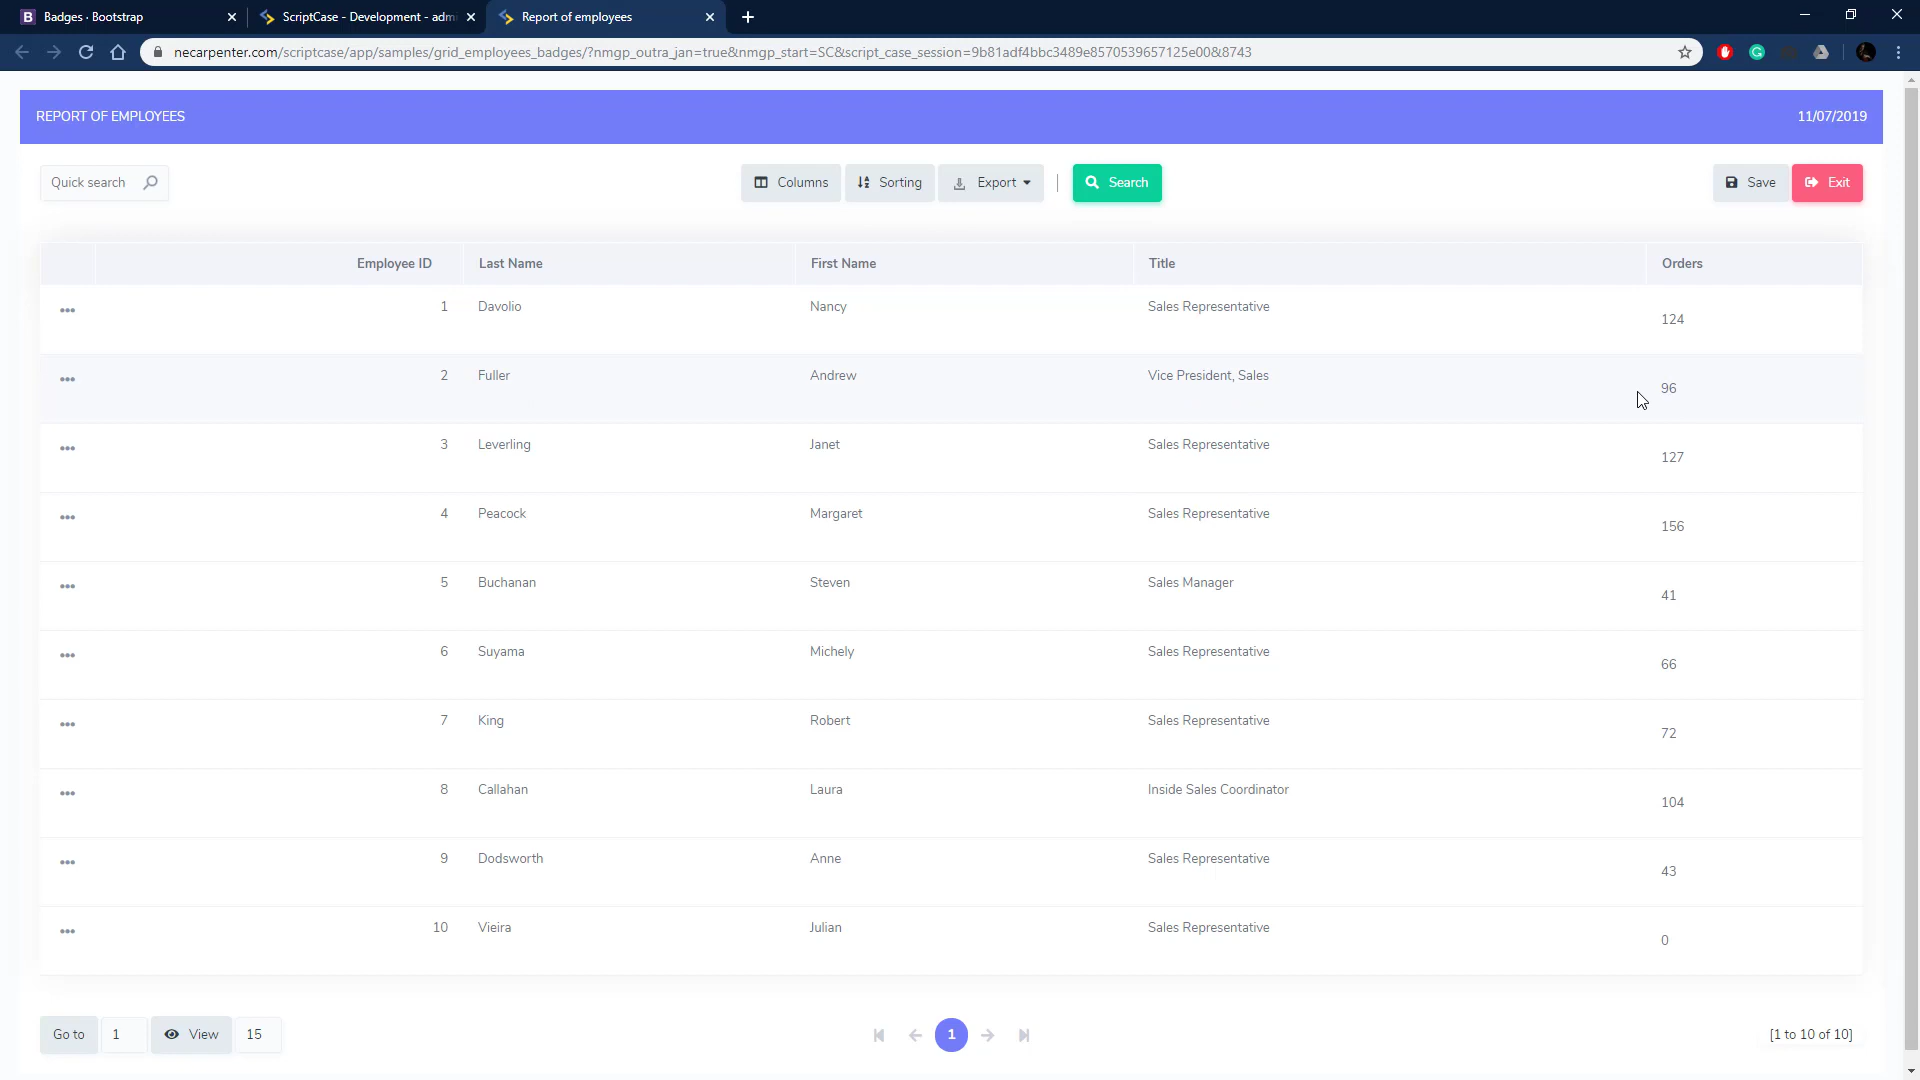 Badges · Bootstrap
ScriptCase - Development - adm
Report of employees
necarpenter.com/scriptcase/app/samples/grid_employees_badges/?nmgp_outra_jan=true&nmgp_start=SC&script_case_session=9b81adf4bbc3489e8570539657125e00&8743
REPORT OF EMPLOYEES 11/07/2019
Quick search Columns Sorting Export Search Save Exit
Employee ID Last Name First Name Title Orders
1 Davolio Nancy Sales Representative 124
2 Fuller Andrew Vice President, Sales 96
3 Leverling Janet Sales Representative 127
4 Peacock Margaret Sales Representative 156
5 Buchanan Steven Sales Manager 41
6 Suyama Michely Sales Representative 66
7 King Robert Sales Representative 72
8 Callahan Laura Inside Sales Coordinator 104
9 Dodsworth Anne Sales Representative 43
10 Vieira Julian Sales Representative 0
Go to 1 View 15 1 [1 to 10 of 10]